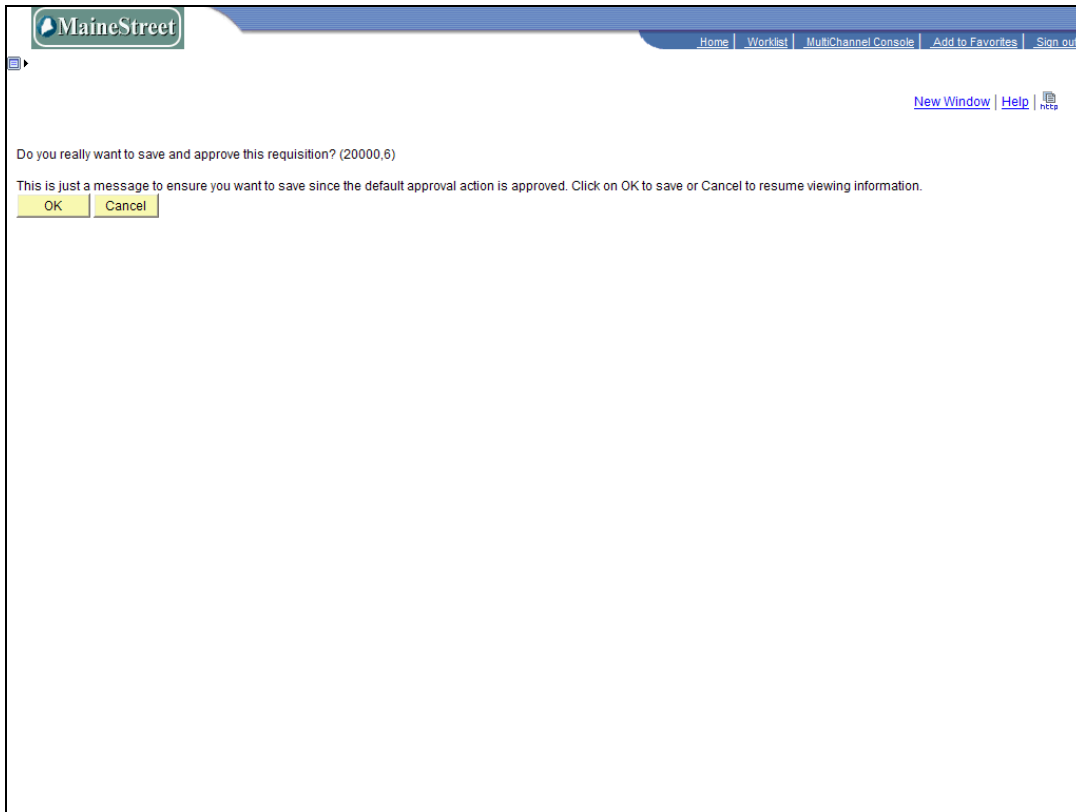 MaineStreet
Home | Worklist | MultiChannel Console | Add to Favorites | Sign out
New Window | Help | http
Do you really want to save and approve this requisition? (20000,6)
This is just a message to ensure you want to save since the default approval action is approved. Click on OK to save or Cancel to resume viewing information.
OK Cancel